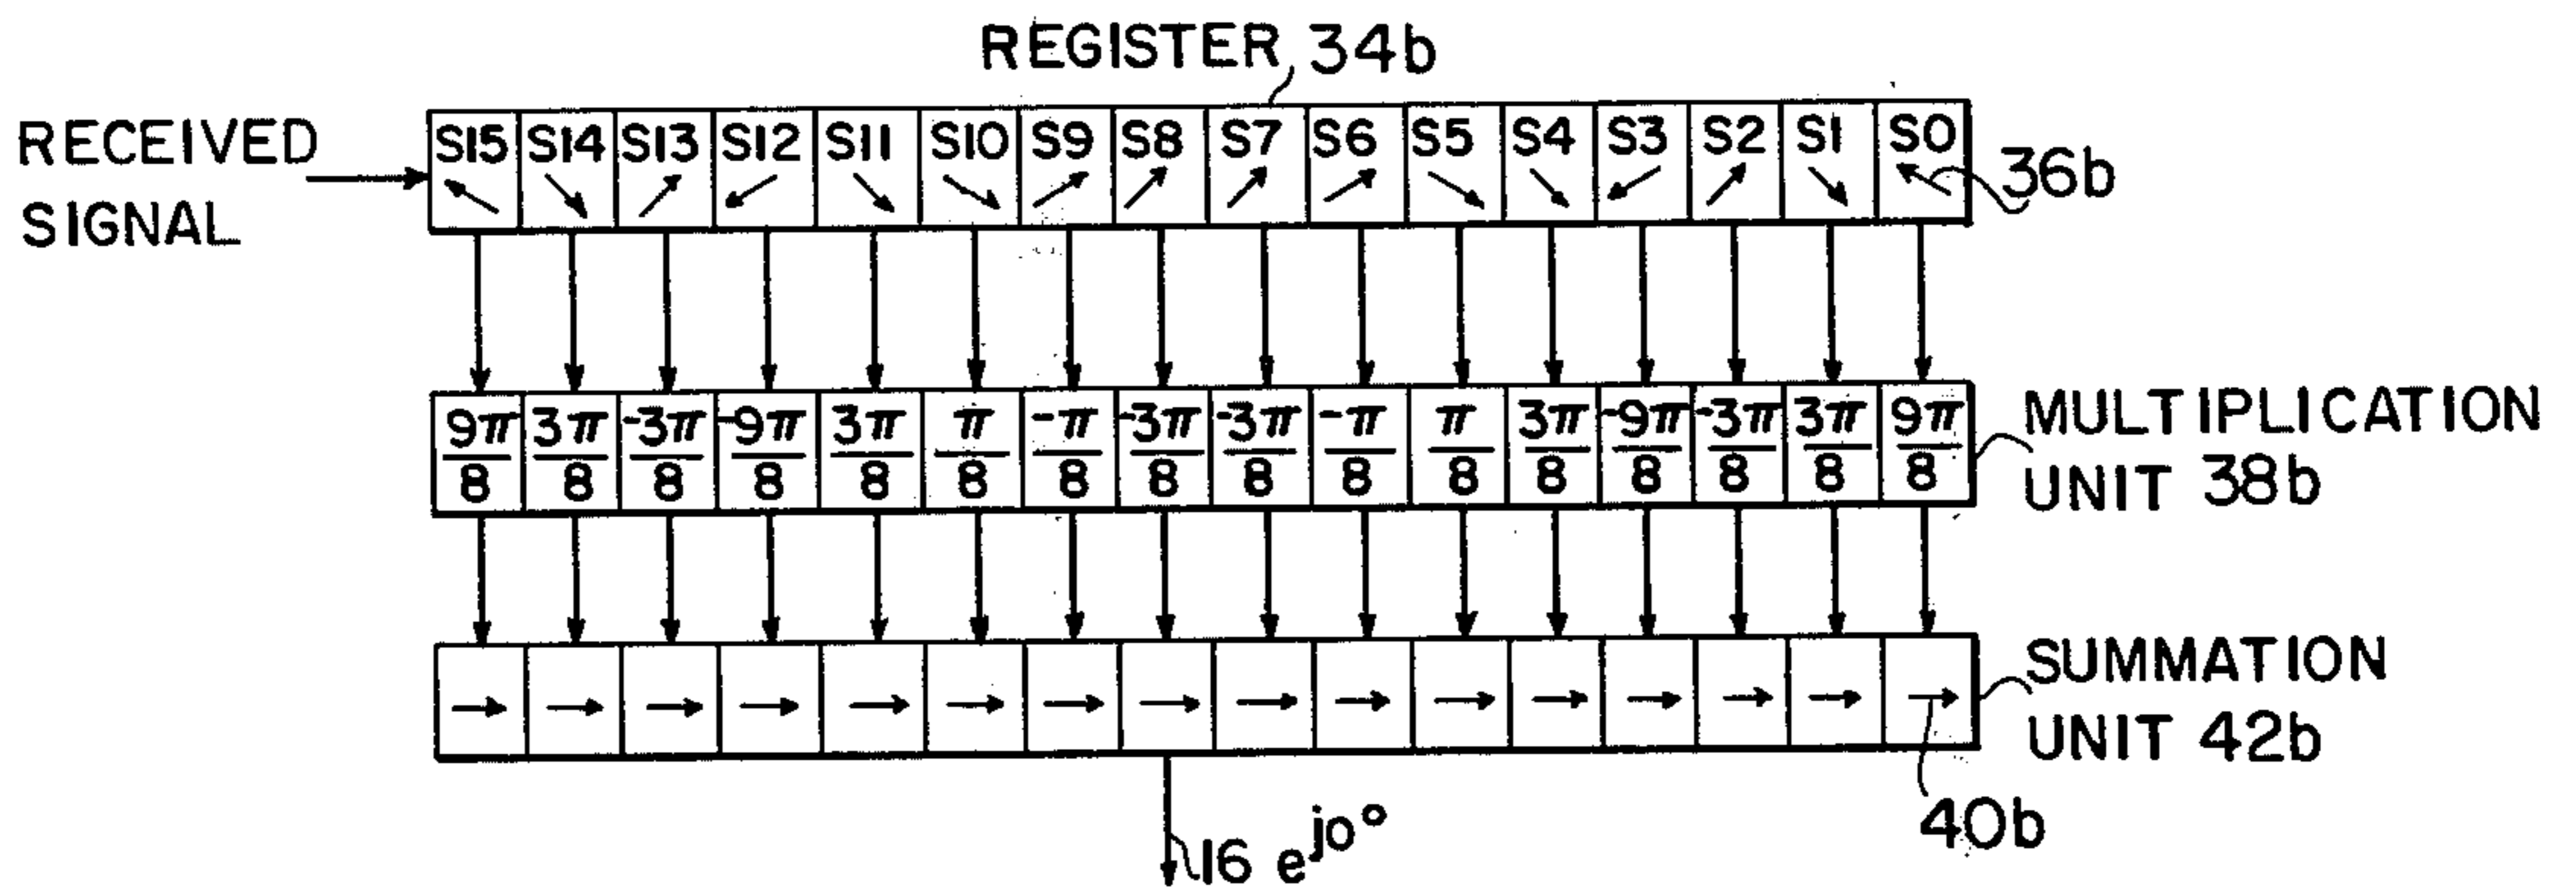 REGISTER 34b
RECEIVED
SIGNAL
S15 S14 S13 S12 S11 S10 S9 S8 S7 S6 S5 S4 S3 S2 S1 S0
36b
9π/8 3π/8 -3π/8 -9π/8 3π/8 π/8 -π/8 -3π/8 -3π/8 -π/8 π/8 3π/8 -9π/8 -3π/8 3π/8 9π/8
MULTIPLICATION
UNIT 38b
SUMMATION
UNIT 42b
40b
16 e^j0°